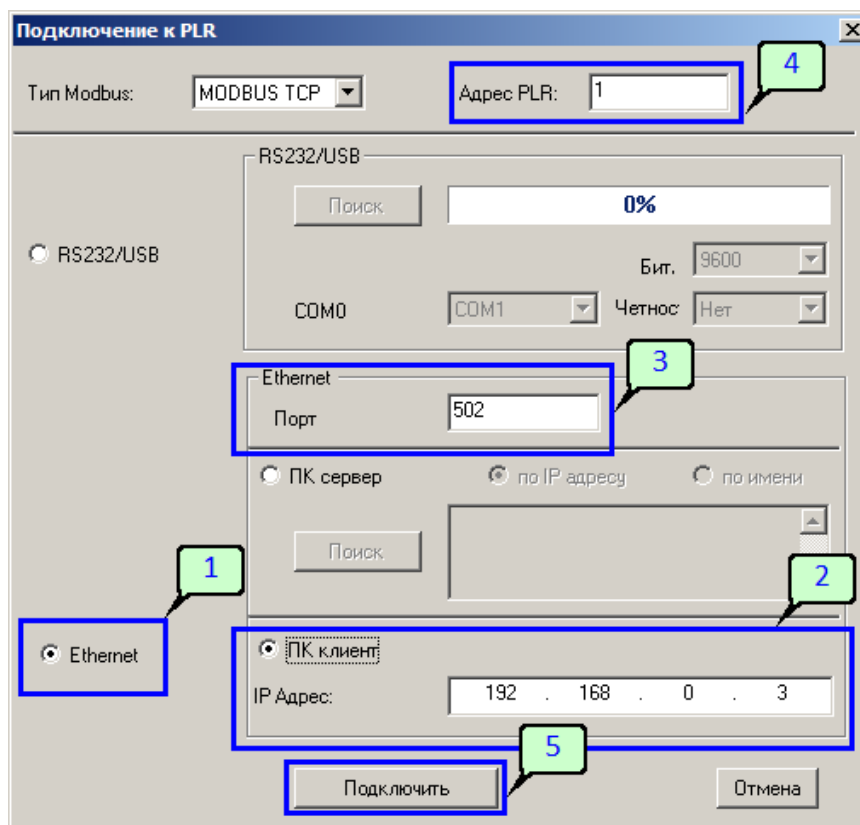 Подключение к PLR
4
Тип Modbus: MODBUS TCP Адрес PLR: 1
RS232/USB
Поиск 0%
RS232/USB
Бит. 9600
COM0 COM1 Четнос Нет
3
Ethernet
Порт 502
ПК сервер по IP адресу по имени
Поиск
1
2
Ethernet
ПК клиент
IP Адрес: 192 . 168 . 0 . 3
5
Подключить Отмена